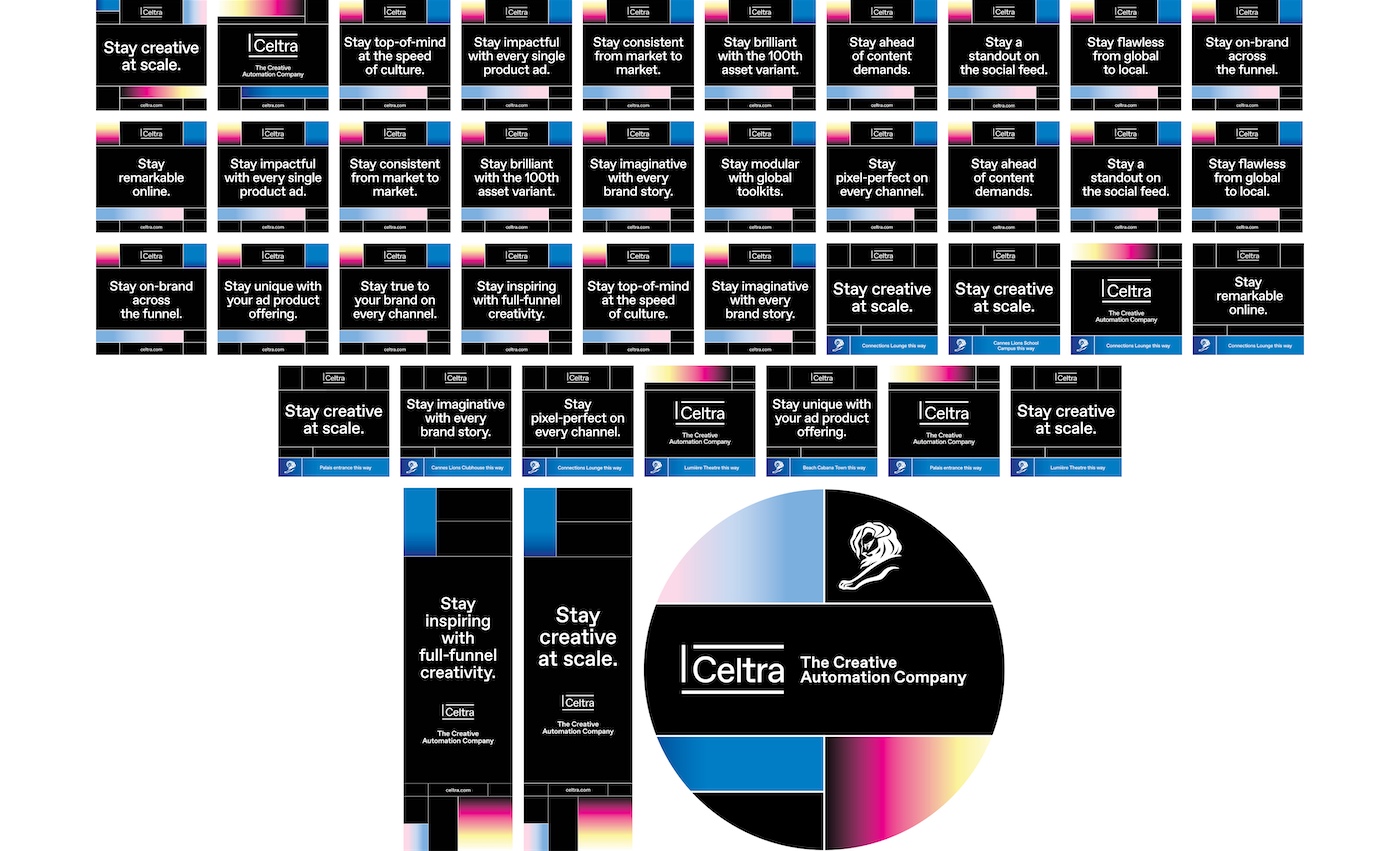 Stay creative
at scale.
celtra.com
Celtra
The Creative
Automation Company
celtra.com
Celtra
Stay top-of-mind
at the speed
of culture.
celtra.com
Celtra
Stay impactful
with every single
product ad.
celtra.com
Celtra
Stay consistent
from market to
market.
celtra.com
Celtra
Stay brilliant
with the 100th
asset variant.
celtra.com
Celtra
Stay ahead
of content
demands.
celtra.com
Celtra
Stay a
standout on
the social feed.
celtra.com
Celtra
Stay flawless
from global
to local.
celtra.com
Celtra
Stay on-brand
across
the funnel.
celtra.com
Celtra
Stay
remarkable
online.
celtra.com
Celtra
Stay impactful
with every single
product ad.
celtra.com
Celtra
Stay consistent
from market to
market.
celtra.com
Celtra
Stay brilliant
with the 100th
asset variant.
celtra.com
Celtra
Stay imaginative
with every
brand story.
celtra.com
Celtra
Stay modular
with global
toolkits.
celtra.com
Celtra
Stay
pixel-perfect on
every channel.
celtra.com
Celtra
Stay ahead
of content
demands.
celtra.com
Celtra
Stay a
standout on
the social feed.
celtra.com
Celtra
Stay flawless
from global
to local.
celtra.com
Celtra
Stay on-brand
across
the funnel.
celtra.com
Celtra
Stay unique with
your ad product
offering.
celtra.com
Celtra
Stay true to
your brand on
every channel.
celtra.com
Celtra
Stay inspiring
with full-funnel
creativity.
celtra.com
Celtra
Stay top-of-mind
at the speed
of culture.
celtra.com
Celtra
Stay imaginative
with every
brand story.
celtra.com
Celtra
Stay creative
at scale.
Connections Lounge this way
Celtra
Stay creative
at scale.
Cannes Lions School
Campus this way
Celtra
The Creative
Automation Company
Connections Lounge this way
Celtra
Stay
remarkable
online.
Connections Lounge this way
Celtra
Stay creative
at scale.
Palais entrance this way
Celtra
Stay imaginative
with every
brand story.
Cannes Lions Clubhouse this way
Celtra
Stay
pixel-perfect on
every channel.
Connections Lounge this way
Celtra
The Creative
Automation Company
Lumière Theatre this way
Celtra
Stay unique with
your ad product
offering.
Beach Cabana Town this way
Celtra
The Creative
Automation Company
Palais entrance this way
Celtra
Stay creative
at scale.
Lumière Theatre this way
Stay
inspiring
with
full-funnel
creativity.
Celtra
The Creative
Automation Company
celtra.com
Stay
creative
at scale.
Celtra
The Creative
Automation Company
celtra.com
Celtra
The Creative
Automation Company